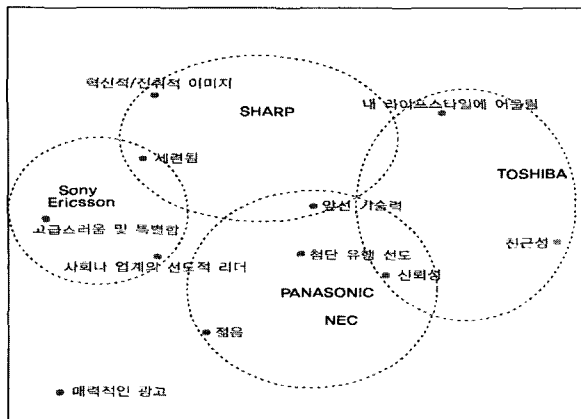 혁신적/진취적 이미지
SHARP
내 라이프스타일에 어울림
세련됨
TOSHIBA
Sony
Ericsson
앞선 기술력
고급스러움 및 특별함
친근성
사회나 업계의 선도적 리더
첨단 유행 선도
신뢰성
PANASONIC
NEC
젊음
매력적인 광고